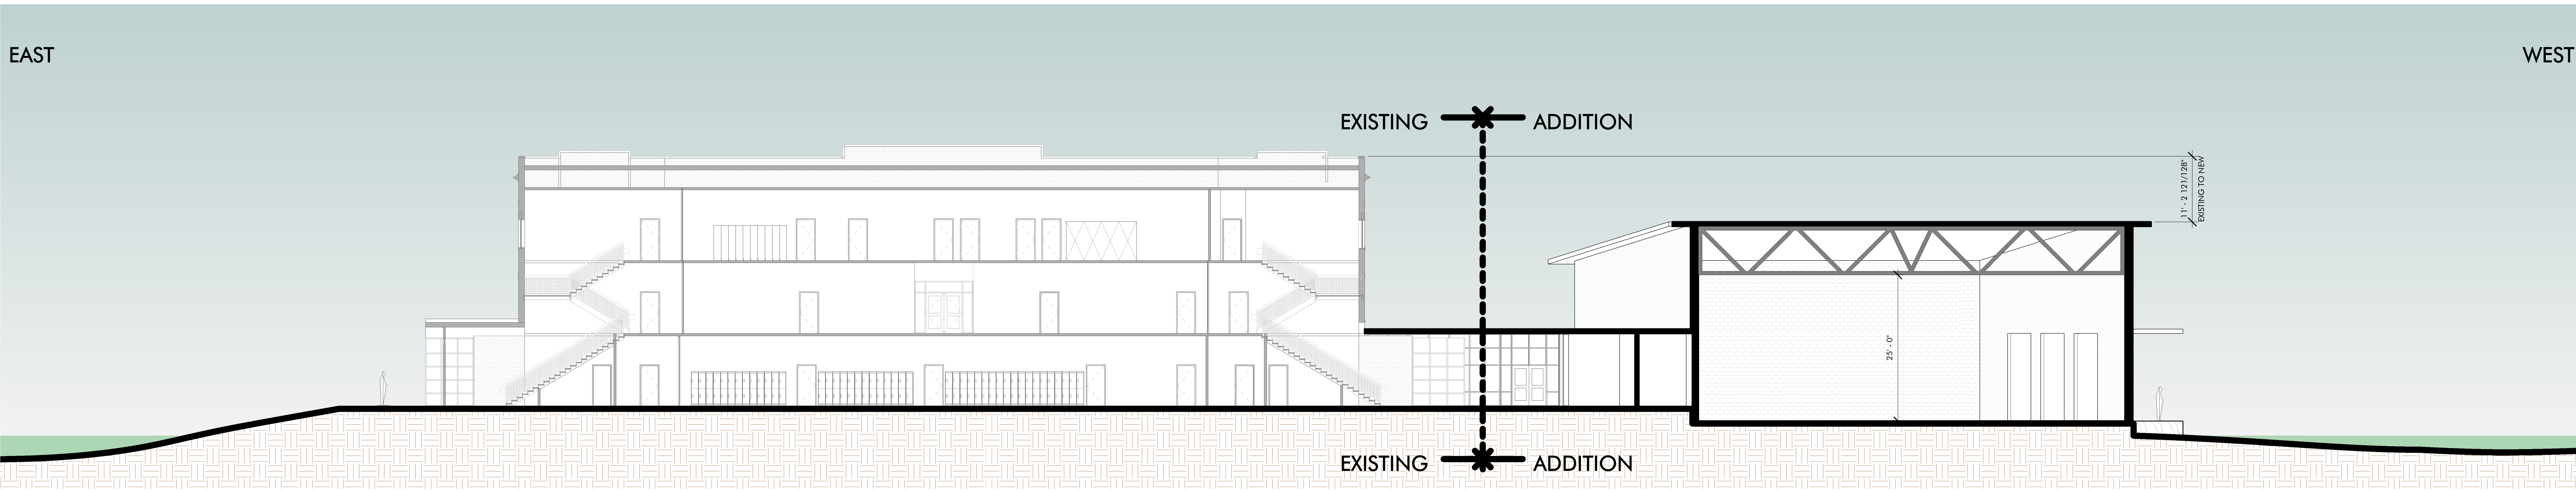 EAST
WEST
EXISTING
ADDITION
11' - 2 121/128"
EXISTING TO NEW
25' - 0"
EXISTING
ADDITION